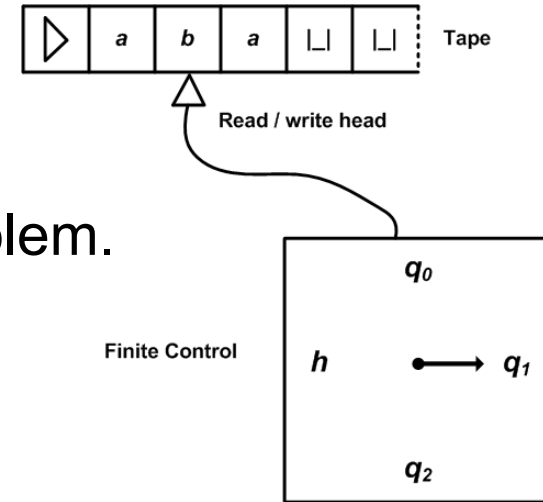 ▷ a b a |_| |_| Tape
Read / write head
blem.
q₀
Finite Control h q₁
q₂